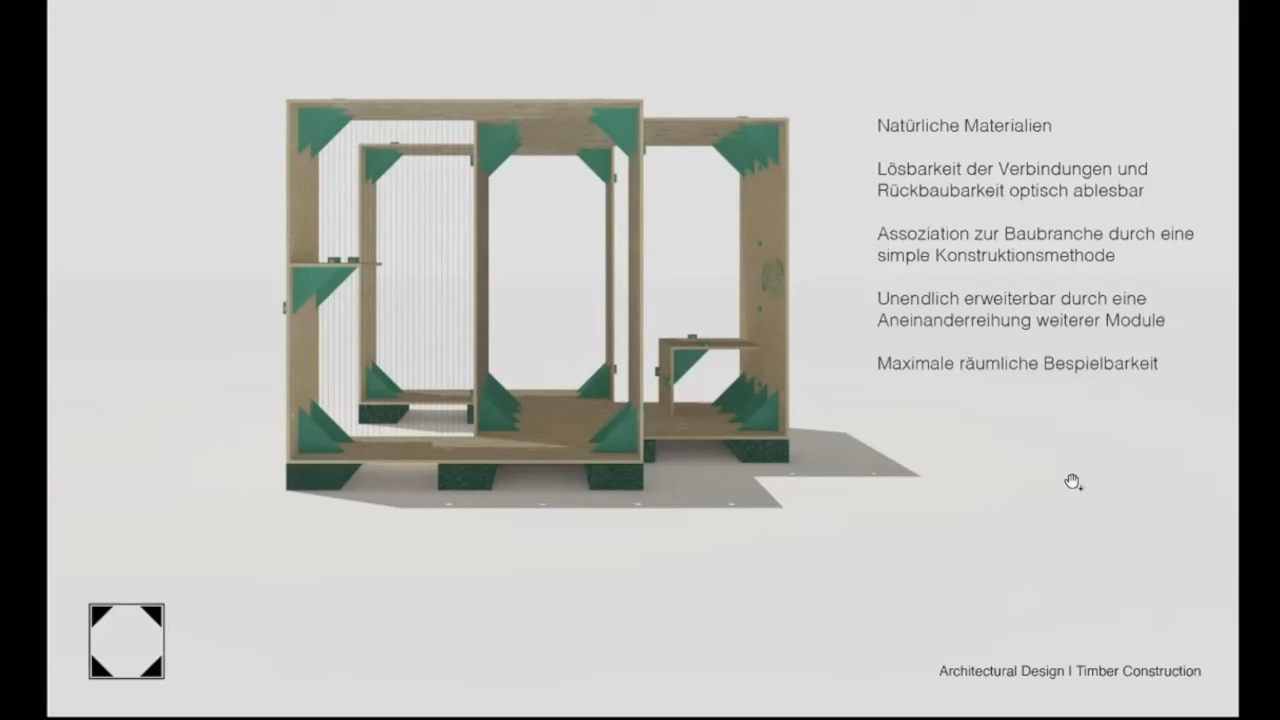 Natürliche Materialien
Lösbarkeit der Verbindungen und
Rückbaubarkeit optisch ablesbar
Assoziation zur Baubranche durch eine
simple Konstruktionsmethode
Unendlich erweiterbar durch eine
Aneinanderreihung weiterer Module
Maximale räumliche Bespielbarkeit
Architectural Design I Timber Construction